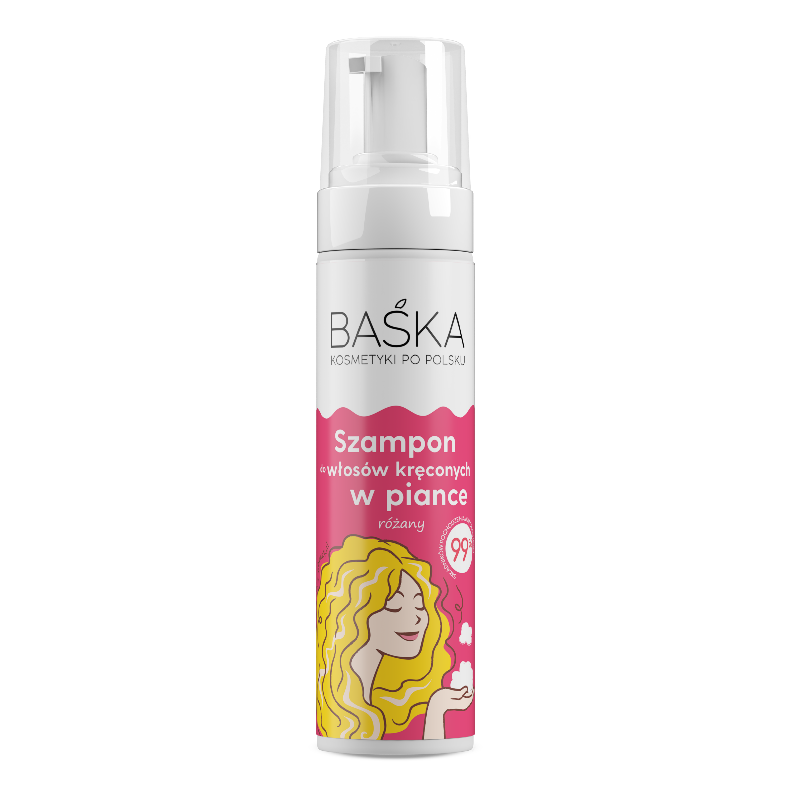 BAŚKA
KOSMETYKI PO POLSKU
Szampon
do włosów kręconych
w piance
różany
99